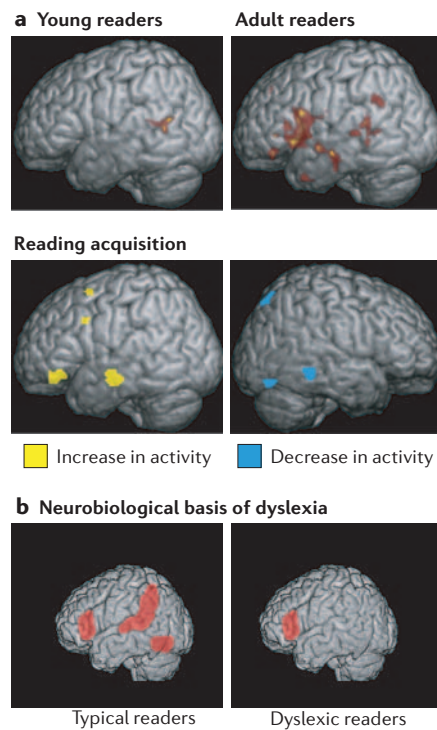 a Young readers
Adult readers
Reading acquisition
Increase in activity
Decrease in activity
b Neurobiological basis of dyslexia
Typical readers
Dyslexic readers